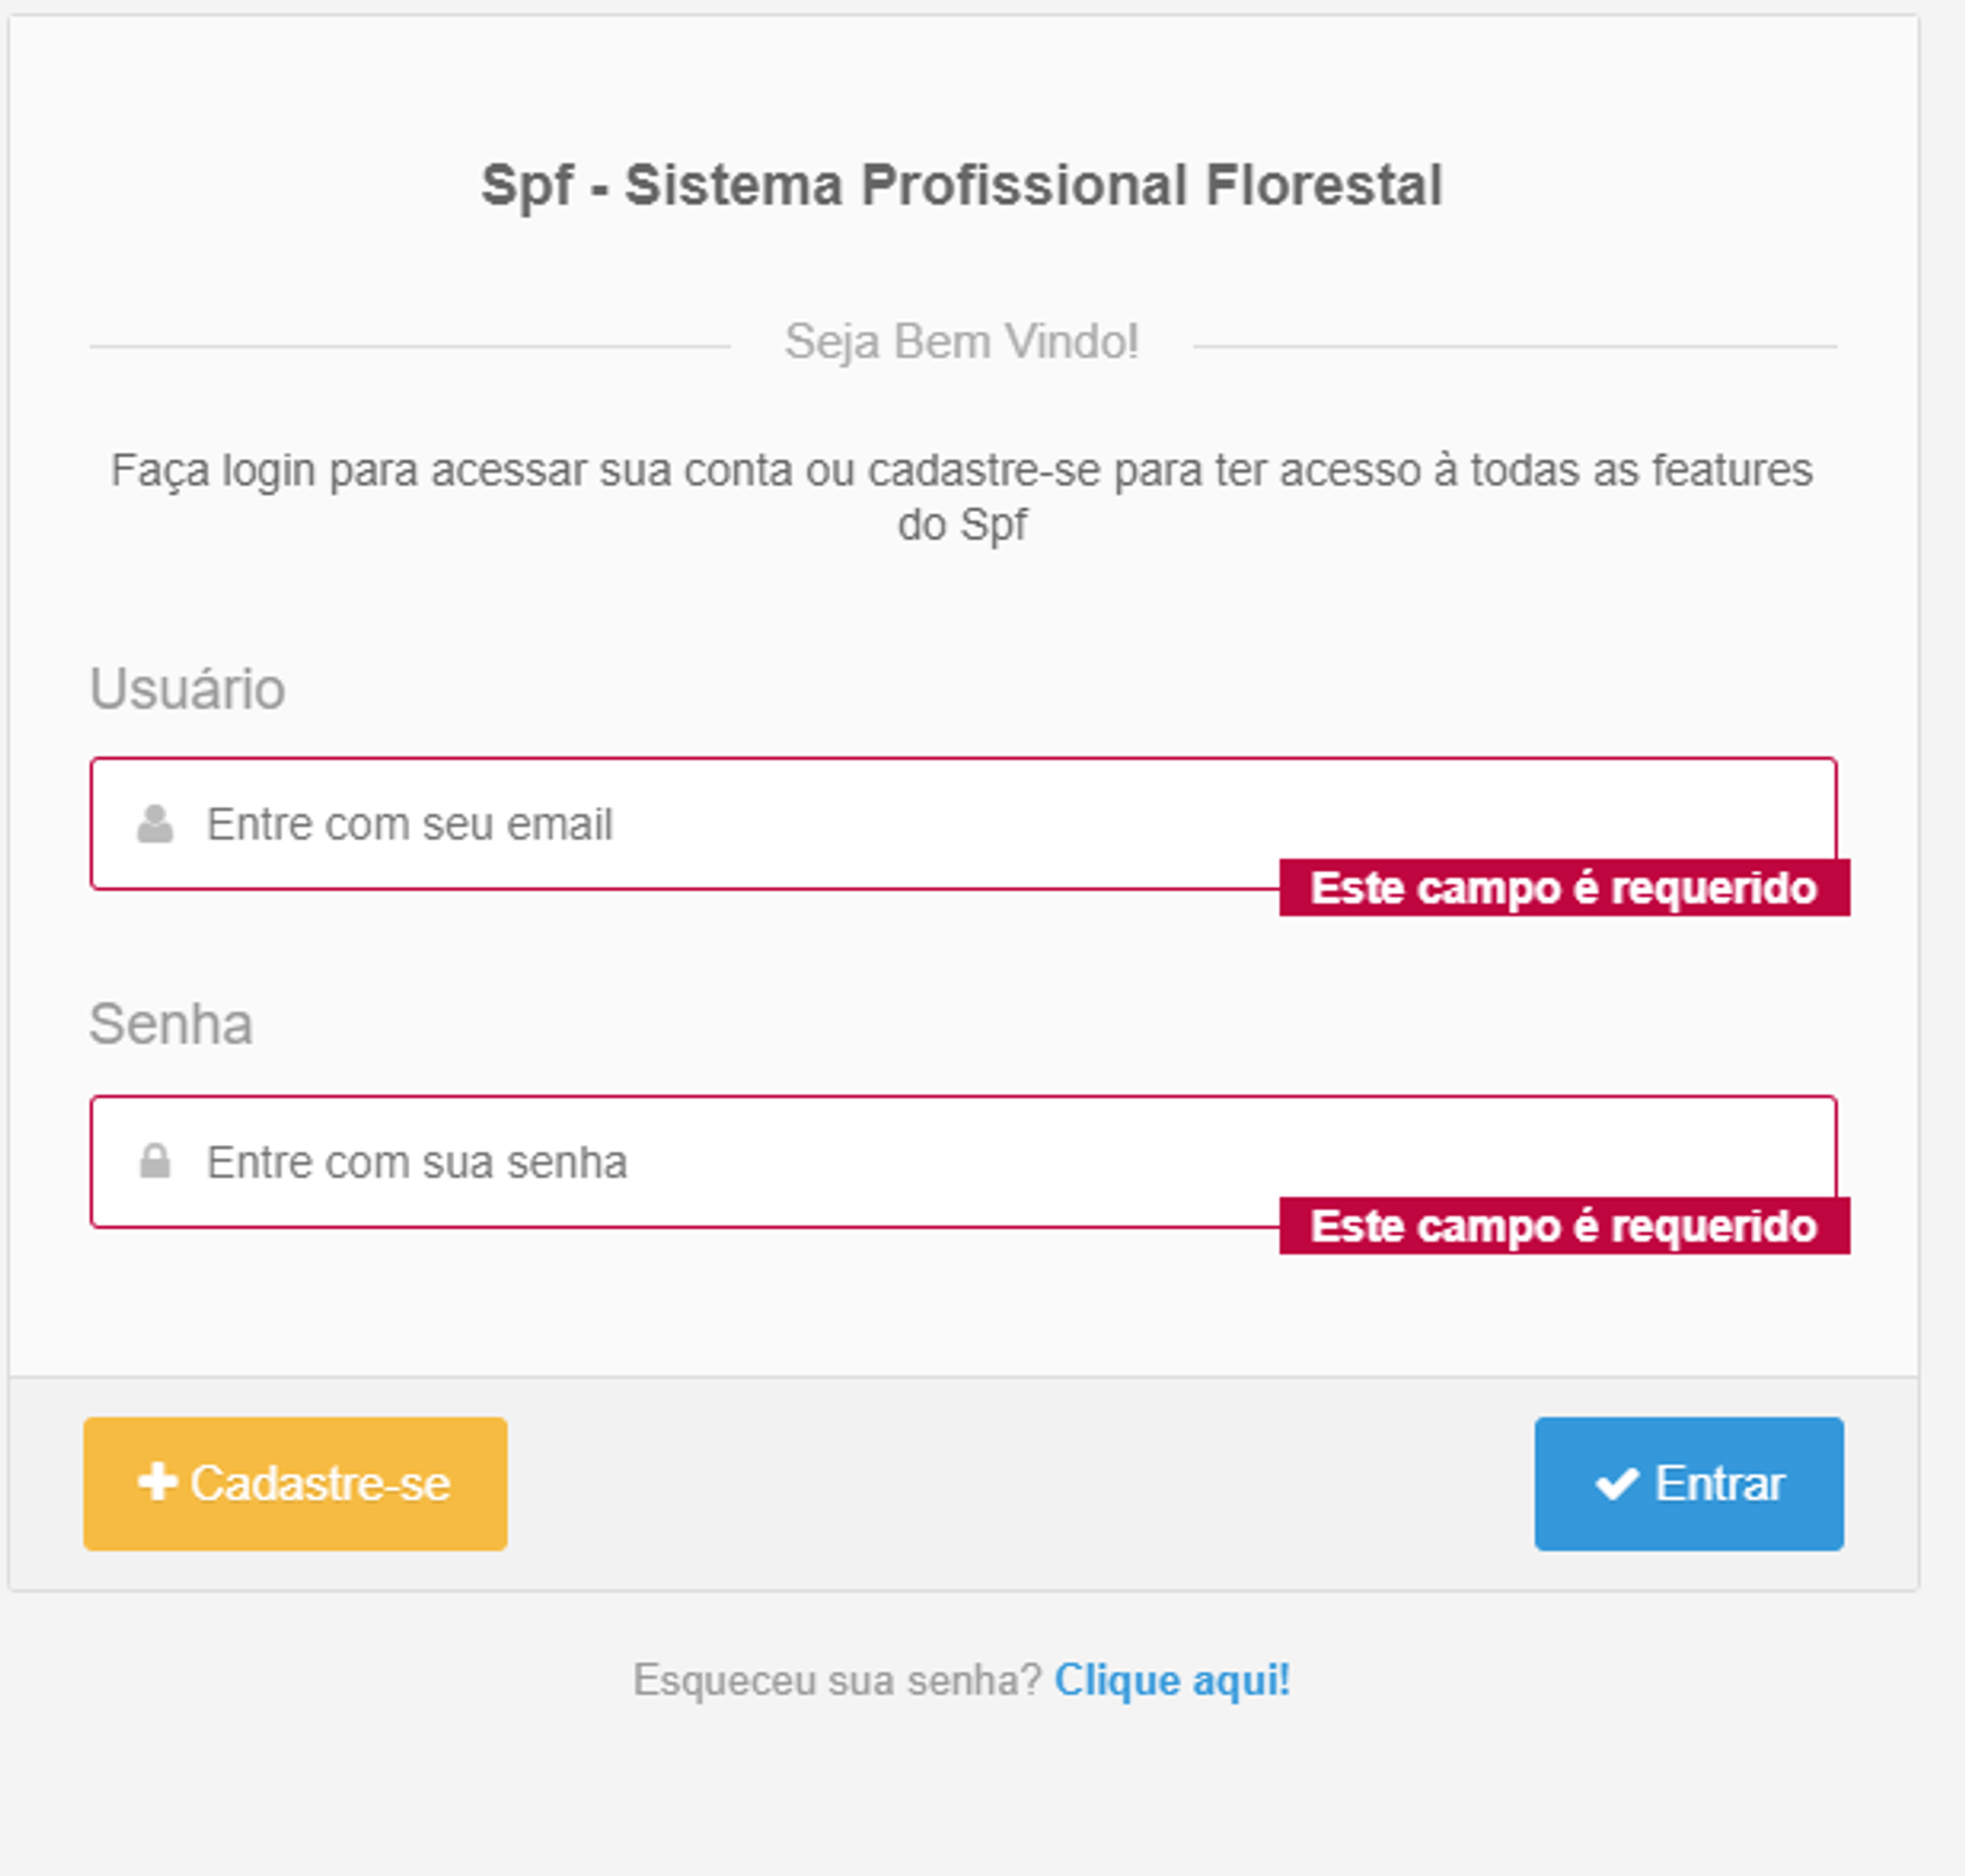 Spf - Sistema Profissional Florestal
Seja Bem Vindo!
Faça login para acessar sua conta ou cadastre-se para ter acesso à todas as features
do Spf
Usuário
Entre com seu email
Este campo é requerido
Senha
Entre com sua senha
Este campo é requerido
Cadastre-se
Entrar
Esqueceu sua senha? Clique aqui!